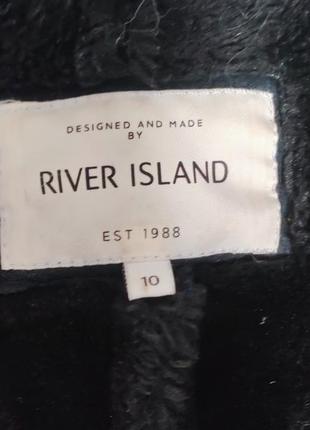 DESIGNED AND MADE
BY
RIVER ISLAND
EST 1988
10